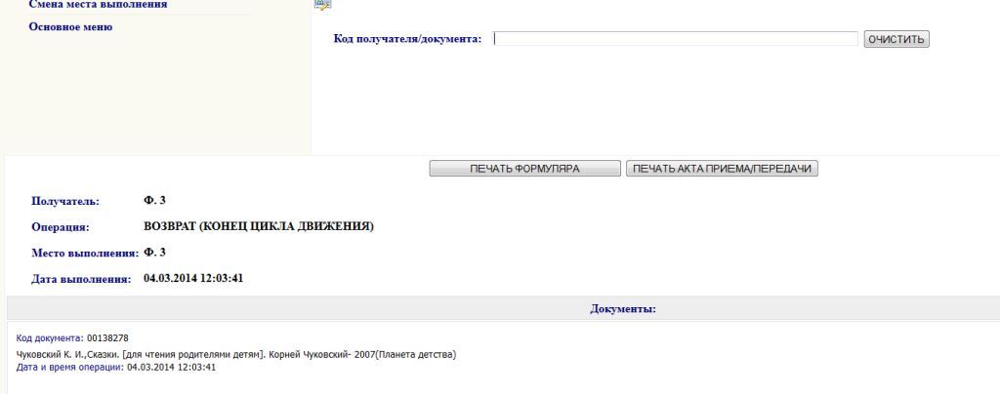 Смена места выполнения
Основное меню
Код получателя/документа: ОЧИСТИТЬ
ПЕЧАТЬ ФОРМУЛЯРА ПЕЧАТЬ АКТА ПРИЕМА/ПЕРЕДАЧИ
Получатель: Ф. 3
Операция: ВОЗВРАТ (КОНЕЦ ЦИКЛА ДВИЖЕНИЯ)
Место выполнения: Ф. 3
Дата выполнения: 04.03.2014 12:03:41
Документы:
Код документа: 00138278
Чуковский К. И.,Сказки. [для чтения родителями детям]. Корней Чуковский- 2007(Планета детства)
Дата и время операции: 04.03.2014 12:03:41